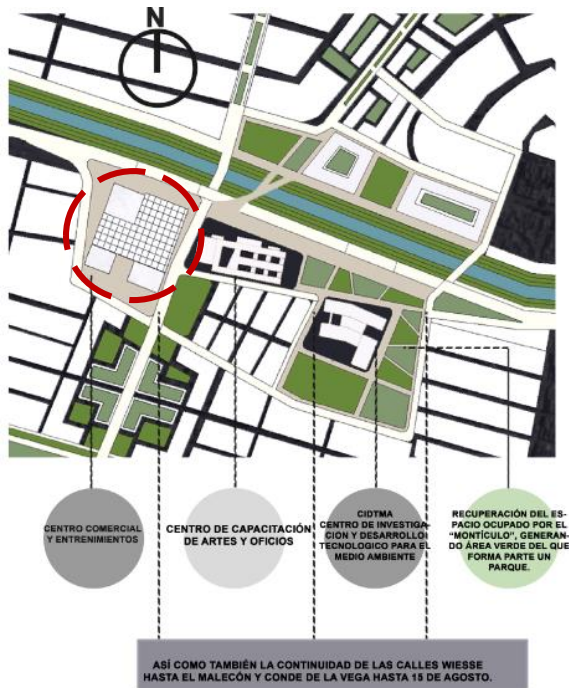 N
CENTRO COMERCIAL
Y ENTRENIMIENTOS
CENTRO DE CAPACITACIÓN
DE ARTES Y OFICIOS
CIDTMA
CENTRO DE INVESTIGA-
CION Y DESARROLLOI
TECNOLOGICO PARA EL
MEDIO AMBIENTE
RECUPERACIÓN DEL ES-
PACIO OCUPADO POR EL
“MONTÍCULO”, GENERAN-
DO ÁREA VERDE DEL QUE
FORMA PARTE UN
PARQUE.
ASÍ COMO TAMBIÉN LA CONTINUIDAD DE LAS CALLES WIESSE
HASTA EL MALECÓN Y CONDE DE LA VEGA HASTA 15 DE AGOSTO.